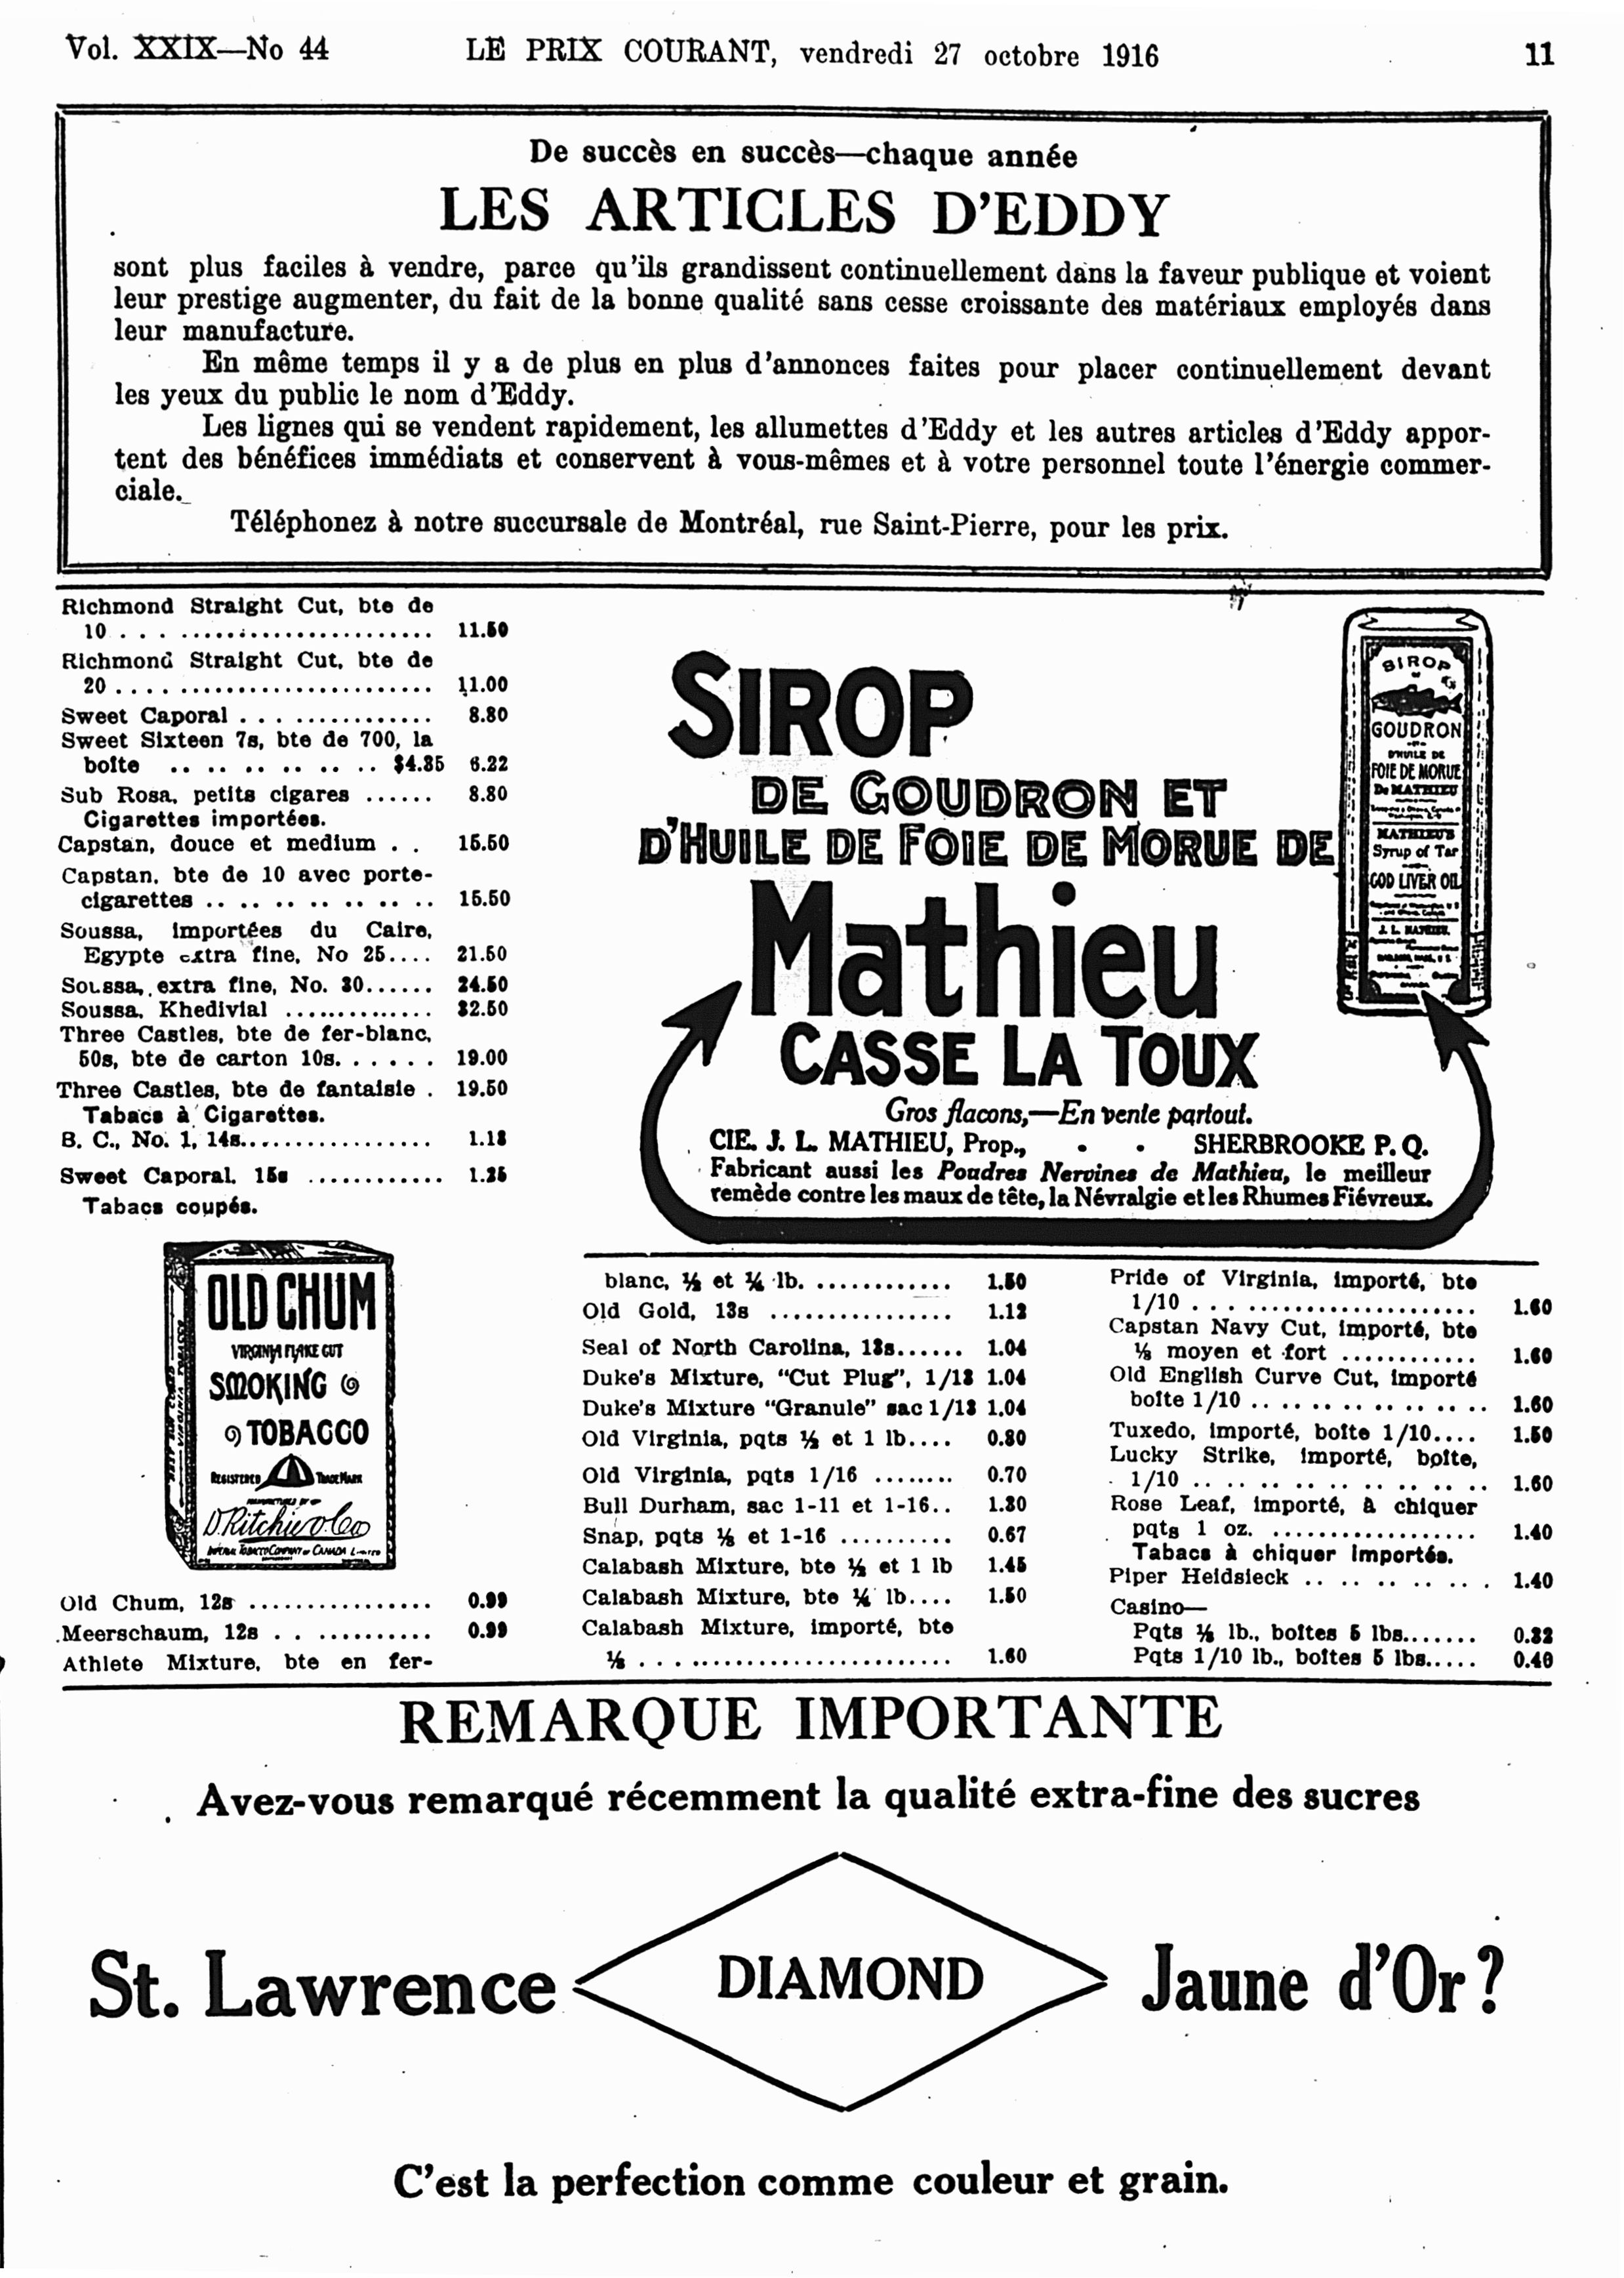 Vol. XXIX—No 44 LE PRIX COURANT, vendredi 27 octobre 1916 11
De succès en succès—chaque année
LES ARTICLES D'EDDY
sont plus faciles à vendre, parce qu'ils grandissent continuellement dans la faveur publique et voient
leur prestige augmenter, du fait de la bonne qualité sans cesse croissante des matériaux employés dans
leur manufacture.
En même temps il y a de plus en plus d'annonces faites pour placer continuellement devant
les yeux du public le nom d'Eddy.
Les lignes qui se vendent rapidement, les allumettes d'Eddy et les autres articles d'Eddy appor-
tent des bénéfices immédiats et conservent à vous-mêmes et à votre personnel toute l'énergie commer-
ciale.
Téléphonez à notre succursale de Montréal, rue Saint-Pierre, pour les prix.
Richmond Straight Cut, bte de
10 . . . ........................ 11.50
Richmond Straight Cut, bte de
20 . . . . ........................ 11.00
Sweet Caporal . . . ............. 8.80
Sweet Sixteen 7s, bte de 700, la
boîte .. .. .. .. .. .. $4.35 6.22
Sub Rosa, petits cigares ...... 8.80
Cigarettes importées.
Capstan, douce et medium . . 15.50
Capstan, bte de 10 avec porte-
cigarettes .. .. .. .. .. .. .. 15.50
Soussa, importées du Caire,
Egypte extra fine, No 25.... 21.50
Soussa, extra fine, No. 30...... 24.50
Soussa, Khedivial .............. 32.50
Three Castles, bte de fer-blanc,
50s, bte de carton 10s. . . . . . 19.00
Three Castles, bte de fantaisie . 19.50
Tabacs à Cigarettes.
B. C., No. 1, 14s................. 1.18
Sweet Caporal, 15s ............ 1.25
Tabacs coupés.
OLD CHUM
VIRGINIA FLAKE CUT
SMOKING
TOBACCO
REGISTERED TRADE MARK
MANUFACTURED BY
D. Ritchie & Co
IMPERIAL TOBACCO COMPANY OF CANADA LIMITED
Old Chum, 12s ................ 0.99
Meerschaum, 12s . . .......... 0.99
Athlete Mixture, bte en fer-
SIROP
DE GOUDRON ET
D'HUILE DE FOIE DE MORUE DE
Mathieu
CASSE LA TOUX
Gros flacons,—En vente partout.
CIE. J. L. MATHIEU, Prop., - - SHERBROOKE P. Q.
Fabricant aussi les Poudres Nervines de Mathieu, le meilleur
remède contre les maux de tête, la Névralgie et les Rhumes Fiévreux.
SIROP
GOUDRON
D'HUILE DE
FOIE DE MORUE
De MATHIEU
MATHIEU'S
Syrup of Tar
COD LIVER OIL
J. L. MATHIEU,
blanc, ½ et ¼ lb. ............ 1.50
Old Gold, 13s ................ 1.12
Seal of North Carolina, 13s...... 1.04
Duke's Mixture, "Cut Plug", 1/13 1.04
Duke's Mixture "Granule" sac 1/13 1.04
Old Virginia, pqts ½ et 1 lb.... 0.80
Old Virginia, pqts 1/16 ........ 0.70
Bull Durham, sac 1-11 et 1-16.. 1.30
Snap, pqts ½ et 1-16 .......... 0.67
Calabash Mixture, bte ½ et 1 lb 1.45
Calabash Mixture, bte ¼ lb.... 1.50
Calabash Mixture, importé, bte
⅛ . . . ........................ 1.60
Pride of Virginia, importé, bte
1/10 . . . ..................... 1.60
Capstan Navy Cut, importé, bte
⅛ moyen et fort ............ 1.60
Old English Curve Cut, importé
boîte 1/10 .. .. .. .. .. .. .. .. 1.60
Tuxedo, importé, boîte 1/10.... 1.50
Lucky Strike, importé, boîte,
1/10 .. .. .. .. .. .. .. .. .. .. 1.60
Rose Leaf, importé, à chiquer
pqts 1 oz. .................. 1.40
Tabacs à chiquer importés.
Piper Heidsieck .. .. .. .. .. . 1.40
Casino—
Pqts ⅛ lb., boîtes 5 lbs....... 0.32
Pqts 1/10 lb., boîtes 5 lbs..... 0.40
REMARQUE IMPORTANTE
Avez-vous remarqué récemment la qualité extra-fine des sucres
St. Lawrence DIAMOND Jaune d'Or?
C'est la perfection comme couleur et grain.